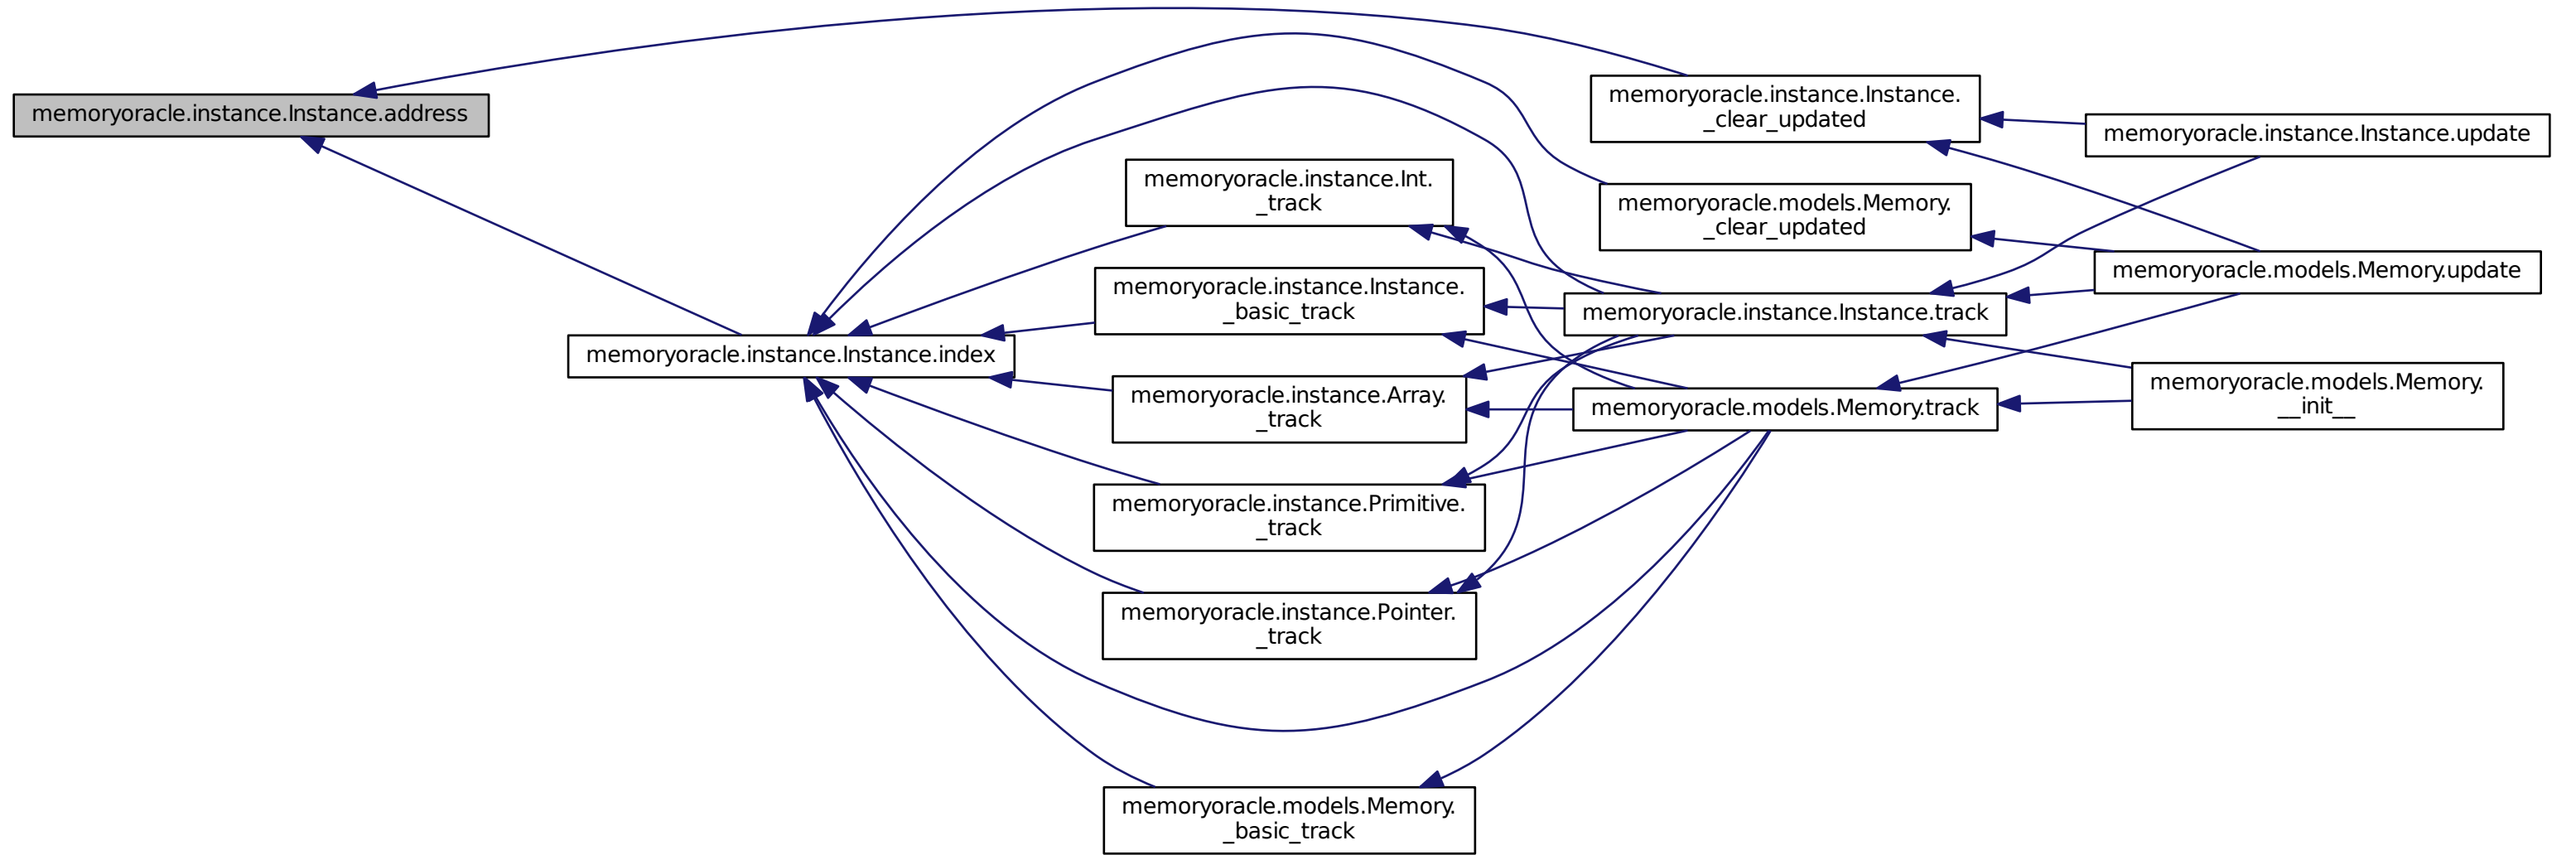 memoryoracle.instance.Instance.address
memoryoracle.instance.Instance.index
memoryoracle.instance.Int.
_track
memoryoracle.instance.Instance.
_basic_track
memoryoracle.instance.Array.
_track
memoryoracle.instance.Primitive.
_track
memoryoracle.instance.Pointer.
_track
memoryoracle.models.Memory.
_basic_track
memoryoracle.instance.Instance.
_clear_updated
memoryoracle.models.Memory.
_clear_updated
memoryoracle.instance.Instance.track
memoryoracle.models.Memory.track
memoryoracle.instance.Instance.update
memoryoracle.models.Memory.update
memoryoracle.models.Memory.
__init__